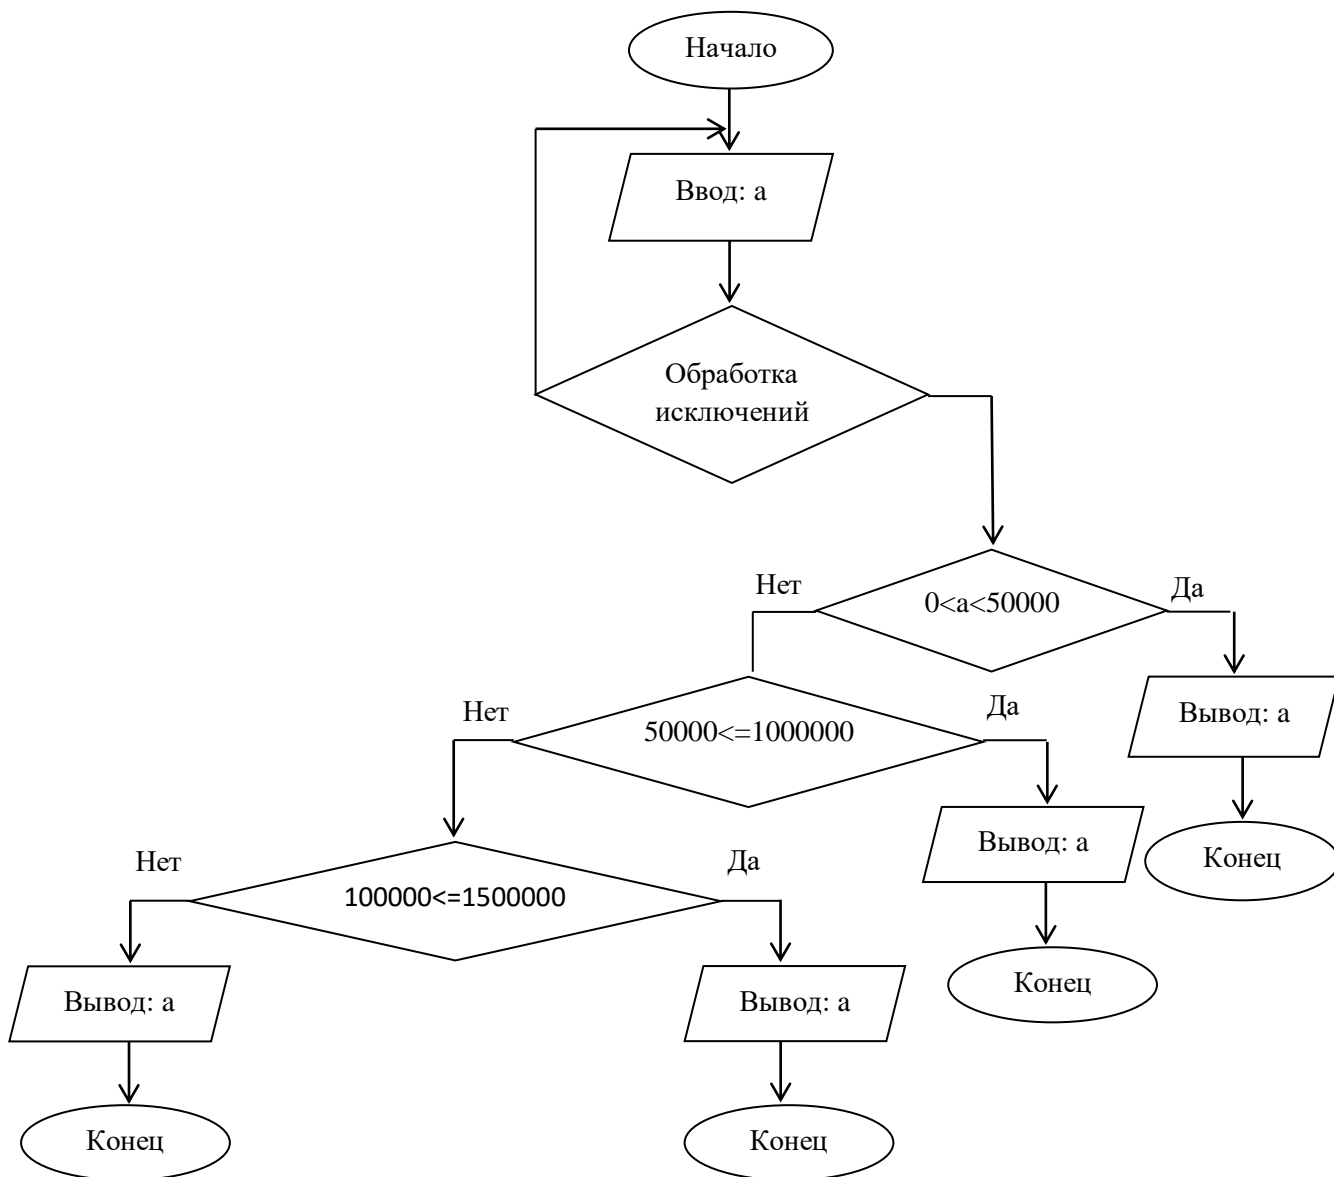 Начало
Ввод: а
Обработка
исключений
Нет
0<а<50000
Да
Нет
50000<=1000000
Да
Вывод: а
Нет
100000<=1500000
Да
Вывод: а
Конец
Вывод: а
Вывод: а
Конец
Конец
Конец